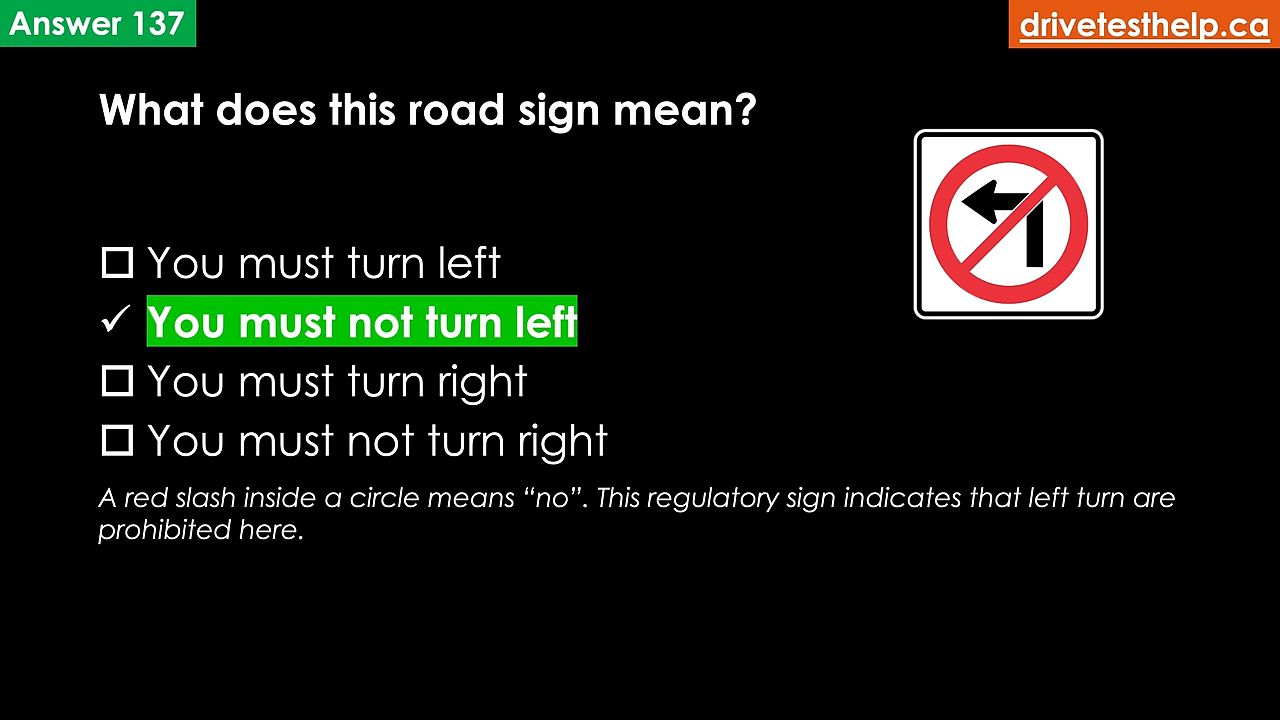 Answer 137
drivetesthelp.ca
What does this road sign mean?
You must turn left
You must not turn left
You must turn right
You must not turn right
A red slash inside a circle means “no”. This regulatory sign indicates that left turn are
prohibited here.